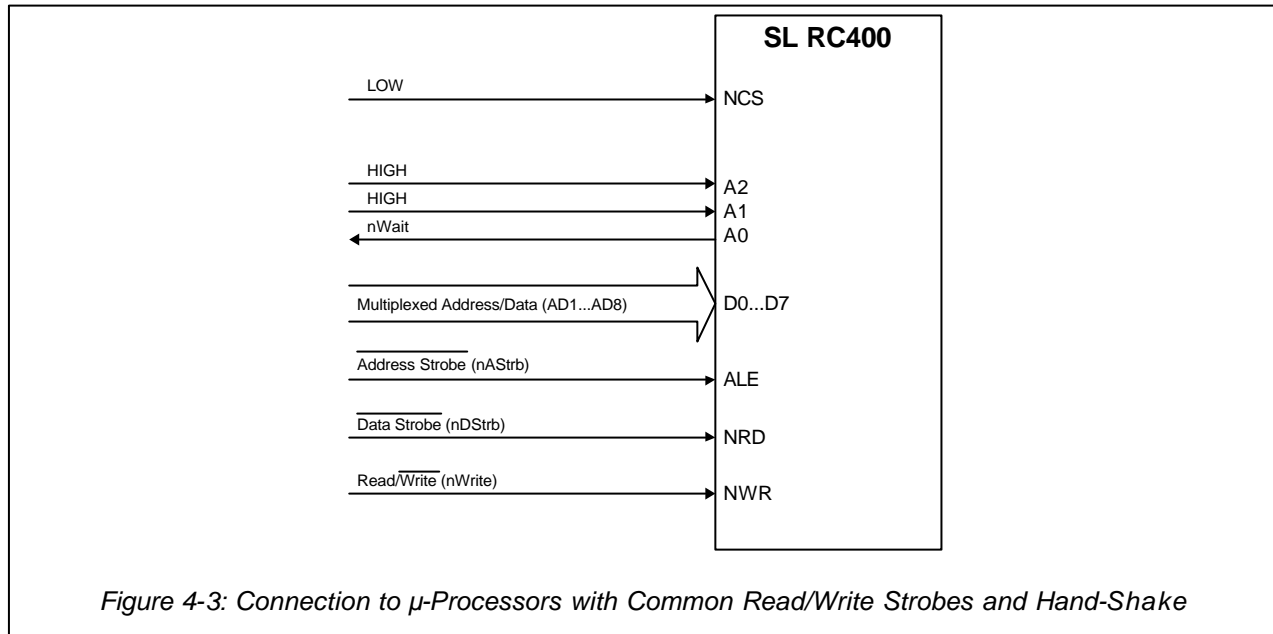 SL RC400
LOW
NCS
HIGH
A2
HIGH
A1
nWait
A0
Multiplexed Address/Data (AD1...AD8)
D0...D7
Address Strobe (nAStrb)
ALE
Data Strobe (nDStrb)
NRD
Read/Write (nWrite)
NWR
Figure 4-3: Connection to µ-Processors with Common Read/Write Strobes and Hand-Shake